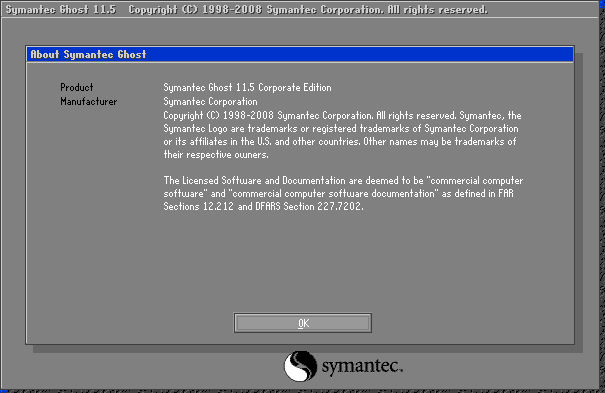 Symantec Ghost 11.5 Copyright (C) 1998-2008 Symantec Corporation. All rights reserved.
About Symantec Ghost
Product Symantec Ghost 11.5 Corporate Edition
Manufacturer Symantec Corporation
Copyright (C) 1998-2008 Symantec Corporation. All rights reserved. Symantec, the
Symantec Logo are trademarks or registered trademarks of Symantec Corporation
or its affiliates in the U.S. and other countries. Other names may be trademarks of
their respective owners.
The Licensed Software and Documentation are deemed to be "commercial computer
software" and "commercial computer software documentation" as defined in FAR
Sections 12.212 and DFARS Section 227.7202.
OK
symantec.